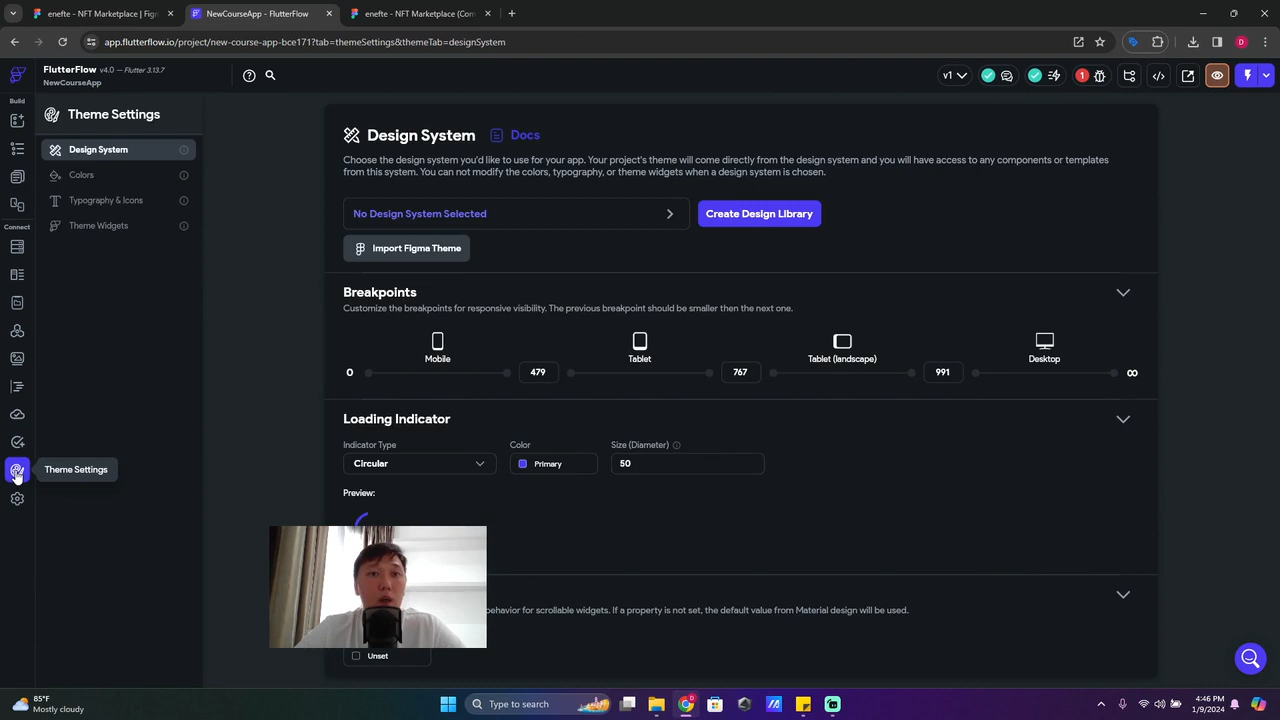 enefte - NFT Marketplace | Fig
NewCourseApp - FlutterFlow
enefte - NFT Marketplace (Com
app.flutterflow.io/project/new-course-app-bce171?tab=themeSettings&themeTab=designSystem
D
FlutterFlow v4.0 - Flutter 3.13.7
NewCourseApp
v1
1
Build
Connect
Theme Settings
Design System
Colors
Typography & Icons
Theme Widgets
Theme Settings
Design System
Docs
Choose the design system you'd like to use for your app. Your project's theme will come directly from the design system and you will have access to any components or templates
from this system. You can not modify the colors, typography, or theme widgets when a design system is chosen.
No Design System Selected
Create Design Library
Import Figma Theme
Breakpoints
Customize the breakpoints for responsive visibility. The previous breakpoint should be smaller then the next one.
Mobile
Tablet
Tablet (landscape)
Desktop
0
479
767
991
∞
Loading Indicator
Indicator Type
Color
Size (Diameter)
Circular
Primary
50
Preview:
behavior for scrollable widgets. If a property is not set, the default value from Material design will be used.
Unset
85°F
Mostly cloudy
Type to search
D
4:46 PM
1/9/2024